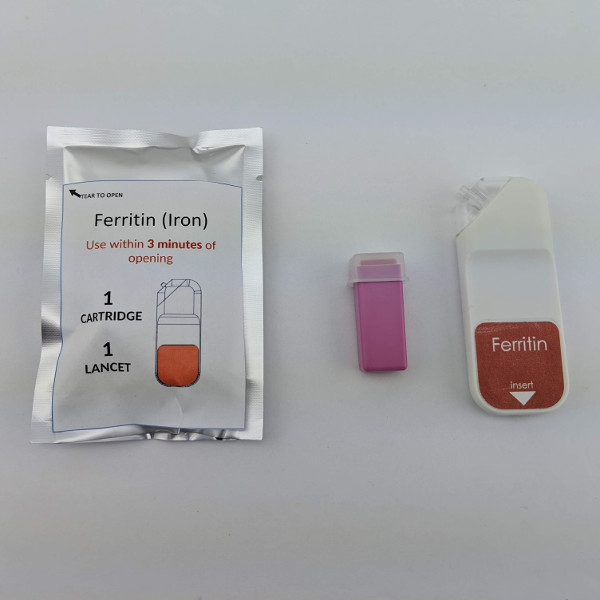 TEAR TO OPEN
Ferritin (Iron)
Use within 3 minutes of
opening
1
CARTRIDGE
1
LANCET
Ferritin
insert